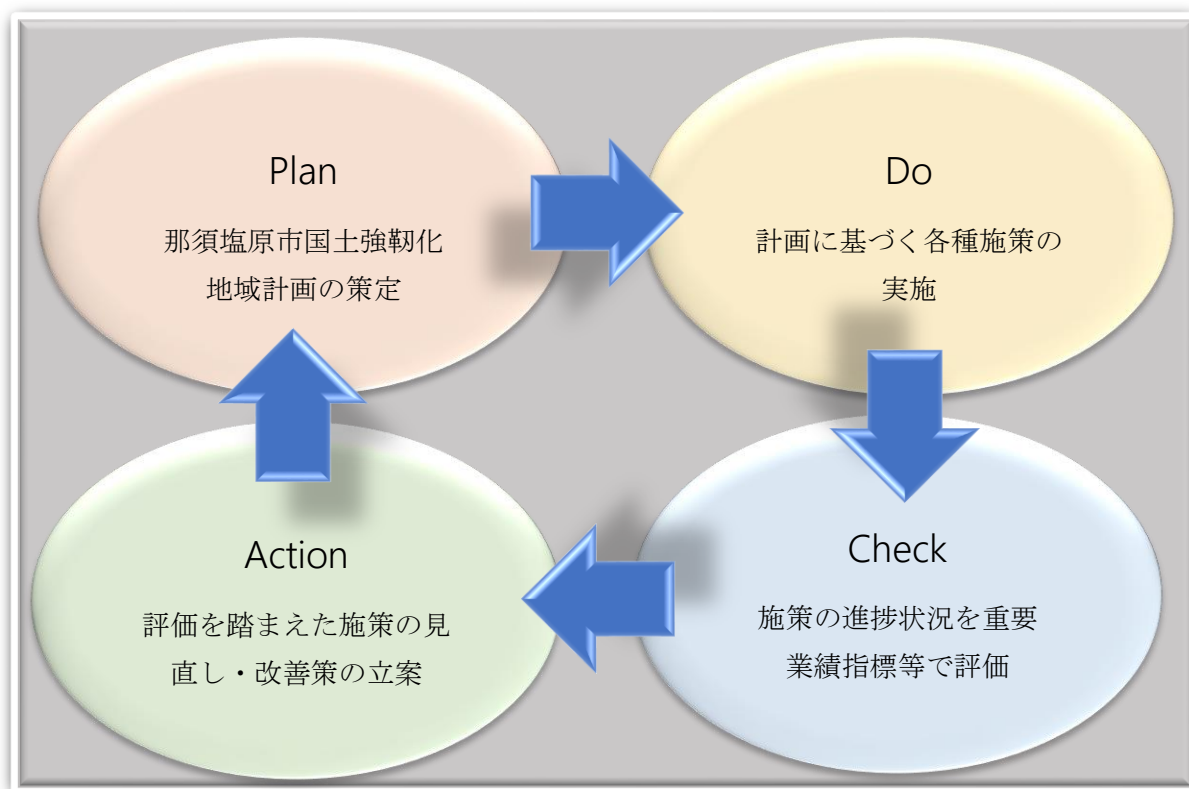 Plan
那須塩原市国土強靱化
地域計画の策定
Do
計画に基づく各種施策の
実施
Check
施策の進捗状況を重要
業績指標等で評価
Action
評価を踏まえた施策の見
直し・改善策の立案